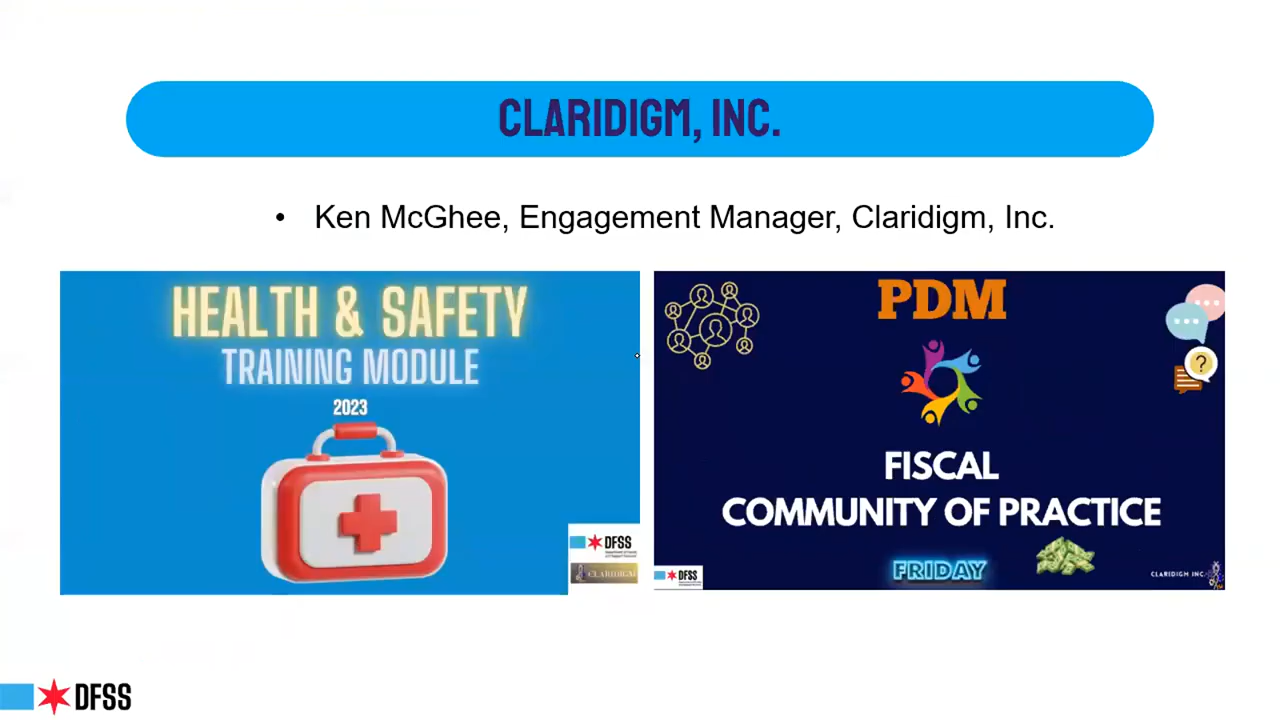 CLARIDIGM, INC.
• Ken McGhee, Engagement Manager, Claridigm, Inc.
HEALTH & SAFETY
TRAINING MODULE
2023
DFSS
CLARIDIGM
PDM
?
FISCAL
COMMUNITY OF PRACTICE
FRIDAY
DFSS
CLARIDIGM INC.
DFSS